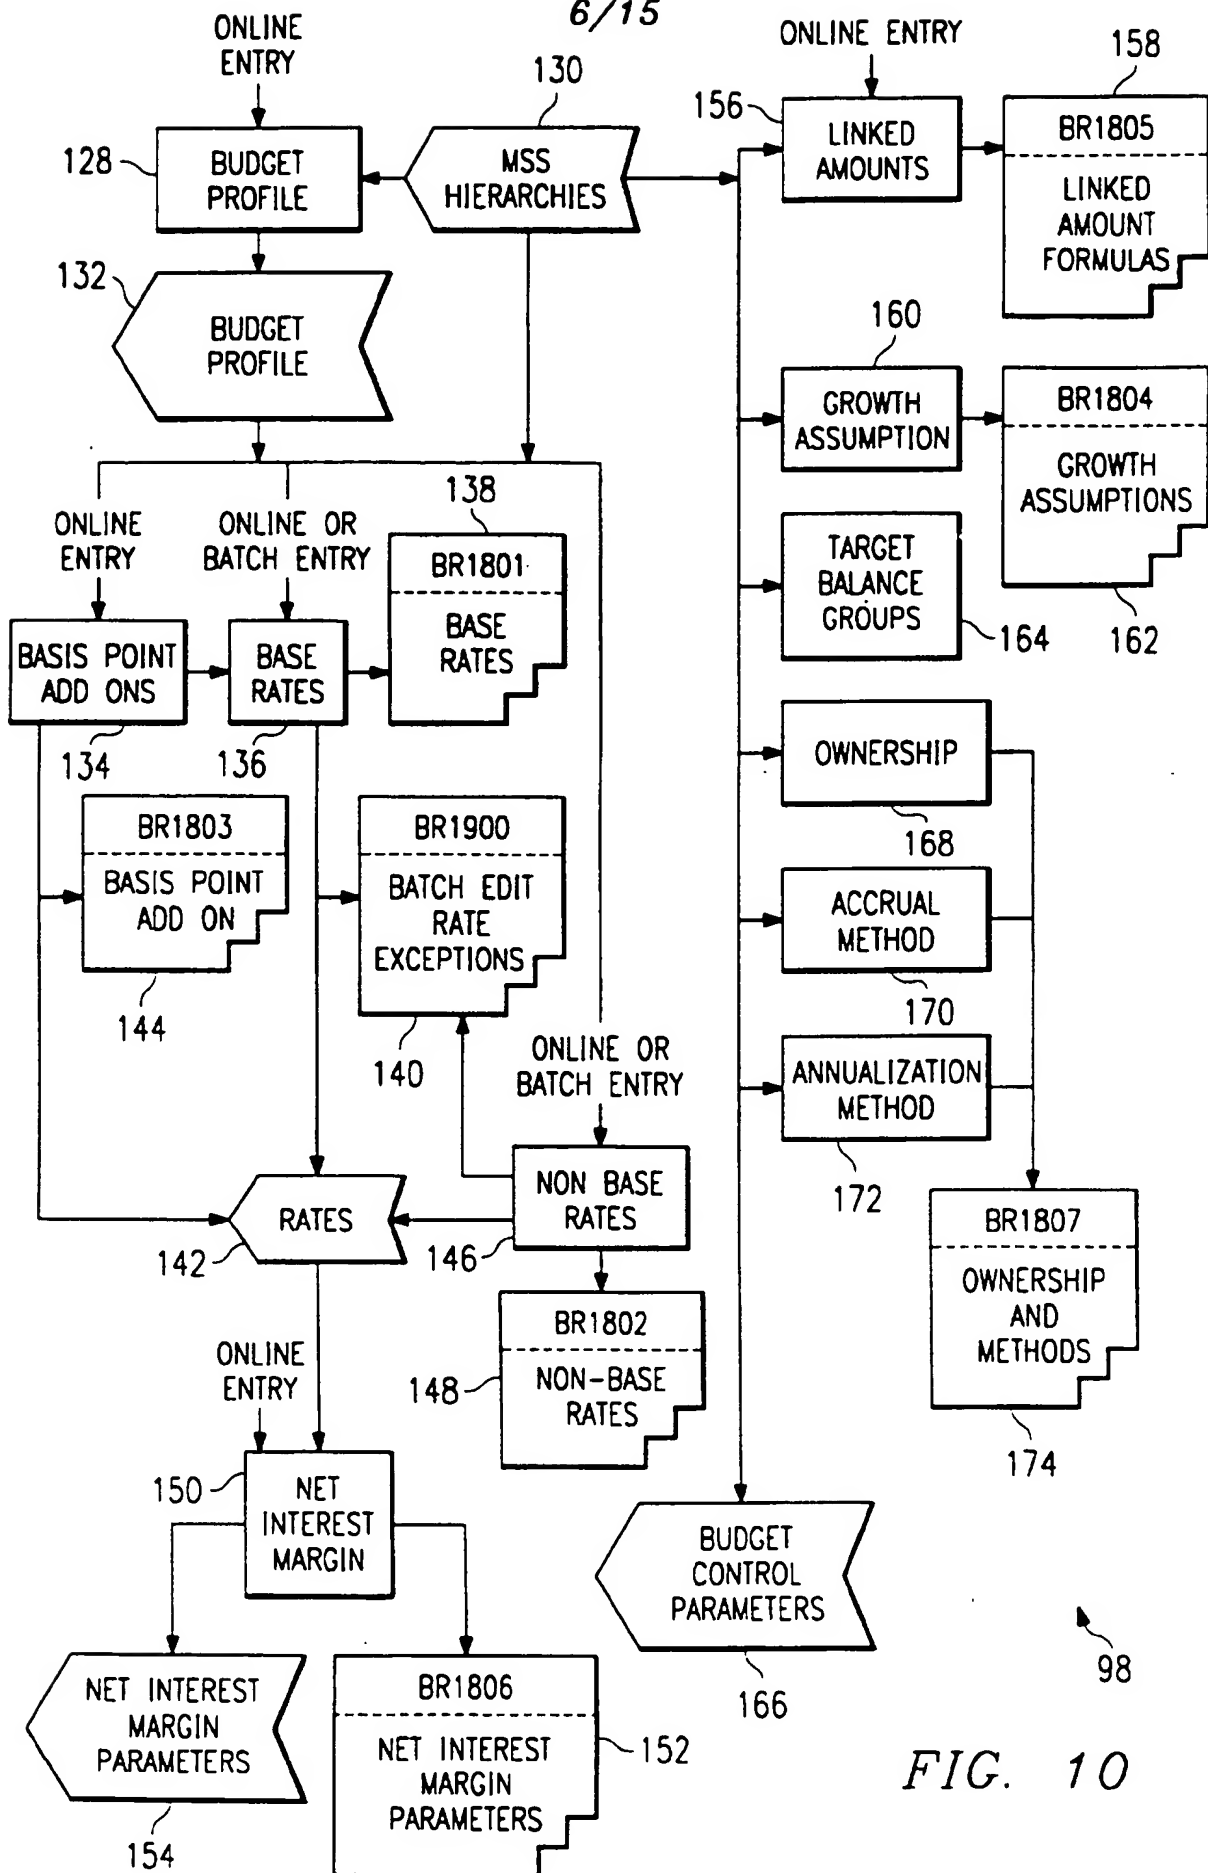 6/15
ONLINE
ENTRY
128
BUDGET
PROFILE
130
MSS
HIERARCHIES
132
BUDGET
PROFILE
ONLINE
ENTRY
ONLINE OR
BATCH ENTRY
138
BR1801
BASE
RATES
BASIS POINT
ADD ONS
134
BASE
RATES
136
BR1803
BASIS POINT
ADD ON
144
BR1900
BATCH EDIT
RATE
EXCEPTIONS
140
ONLINE OR
BATCH ENTRY
NON BASE
RATES
146
RATES
142
BR1802
NON-BASE
RATES
148
ONLINE
ENTRY
150
NET
INTEREST
MARGIN
NET INTEREST
MARGIN
PARAMETERS
154
BR1806
NET INTEREST
MARGIN
PARAMETERS
152
ONLINE ENTRY
156
LINKED
AMOUNTS
158
BR1805
LINKED
AMOUNT
FORMULAS
160
GROWTH
ASSUMPTION
BR1804
GROWTH
ASSUMPTIONS
162
TARGET
BALANCE
GROUPS
164
OWNERSHIP
168
ACCRUAL
METHOD
170
ANNUALIZATION
METHOD
172
BR1807
OWNERSHIP
AND
METHODS
174
BUDGET
CONTROL
PARAMETERS
166
98
FIG. 10